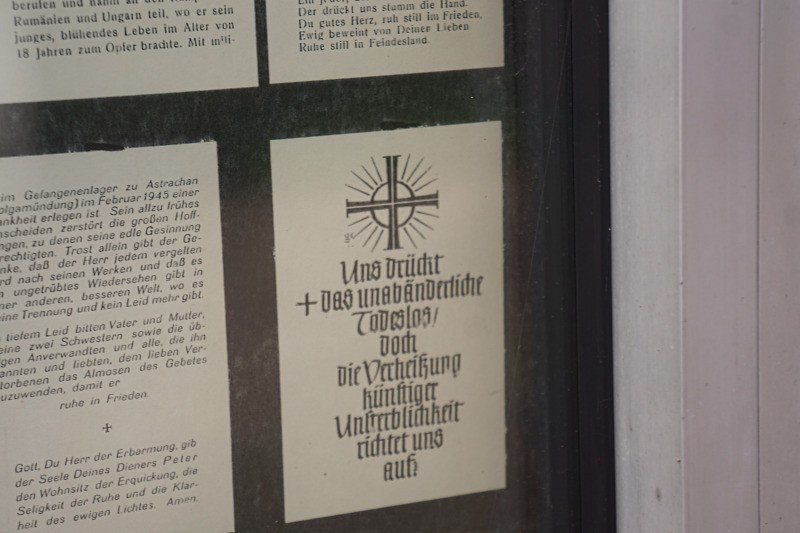 berufen und nahm an den
Rumänien und Ungarn teil, wo er sein
junges, blühendes Leben im Alter von
18 Jahren zum Opfer brachte. Mit mili-
Der drückt uns stumm die Hand.
Du gutes Herz, ruh still im Frieden,
Ewig beweint von Deiner Lieben
Ruhe still in Feindesland.
im Gefangenenlager zu Astrachan
olgamündung) im Februar 1945 einer
ankheit erlegen ist. Sein allzu frühes
nscheiden zerstört die großen Hoff-
ngen, zu denen seine edle Gesinnung
rechtigten. Trost allein gibt der Ge-
nke, daß der Herr jedem vergelten
rd nach seinen Werken und daß es
n ungetrübtes Wiedersehen gibt in
ner anderen, besseren Welt, wo es
eine Trennung und kein Leid mehr gibt.
tiefem Leid bitten Vater und Mutter,
eine zwei Schwestern sowie die üb-
gen Anverwandten und alle, die ihn
annten und liebten, dem lieben Ver-
torbenen das Almosen des Gebetes
uzuwenden, damit er
ruhe in Frieden.
Gott, Du Herr der Erbarmung, gib
der Seele Deines Dieners Peter
den Wohnsitz der Erquickung, die
Seligkeit der Ruhe und die Klar-
heit des ewigen Lichtes. Amen.
Uns drückt
+ das unabänderliche
Todeslos/
doch
die Verheißung
künftiger
Unsterblichkeit
richtet uns
auf?